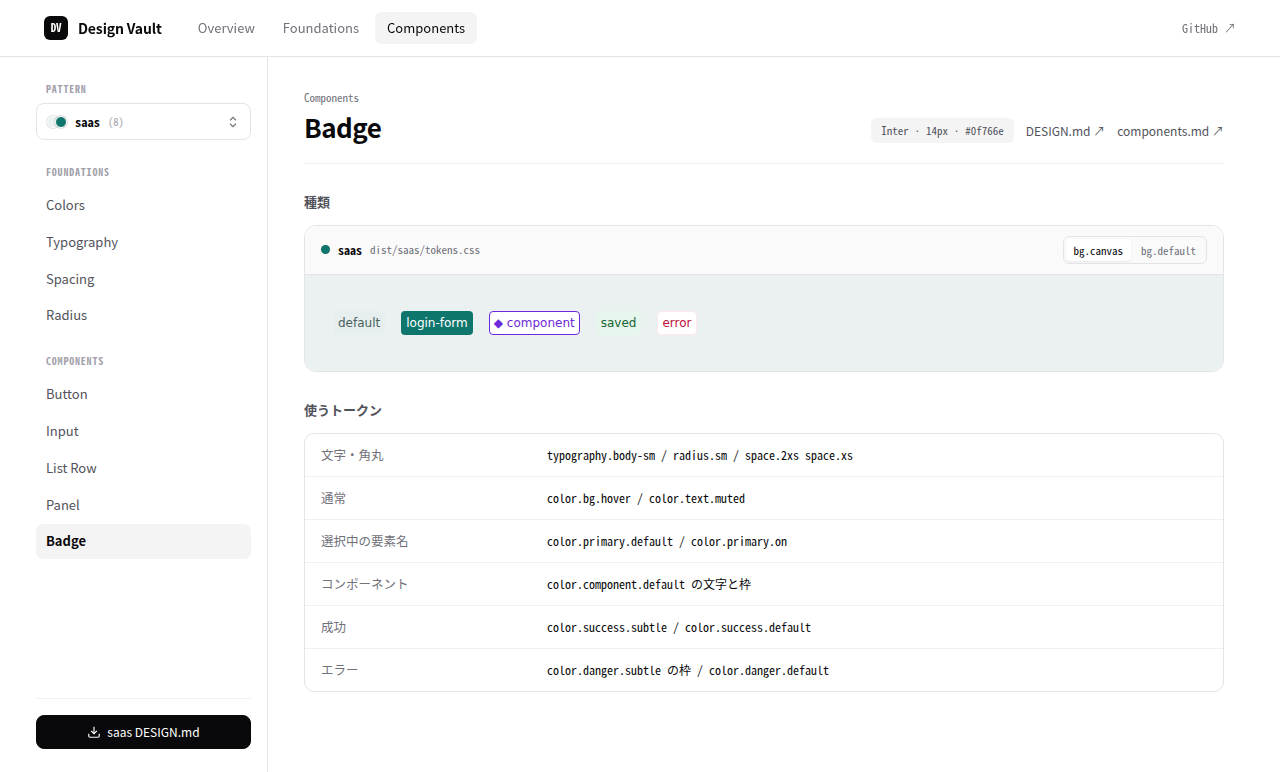 DV Design Vault Overview Foundations Components GitHub ↗
PATTERN
saas (8)
FOUNDATIONS
Colors
Typography
Spacing
Radius
COMPONENTS
Button
Input
List Row
Panel
Badge
saas DESIGN.md
Components
Badge
Inter · 14px · #0f766e DESIGN.md ↗ components.md ↗
種類
saas dist/saas/tokens.css bg.canvas bg.default
default login-form ◆ component saved error
使うトークン
文字・角丸 typography.body-sm / radius.sm / space.2xs space.xs
通常 color.bg.hover / color.text.muted
選択中の要素名 color.primary.default / color.primary.on
コンポーネント color.component.default の文字と枠
成功 color.success.subtle / color.success.default
エラー color.danger.subtle の枠 / color.danger.default